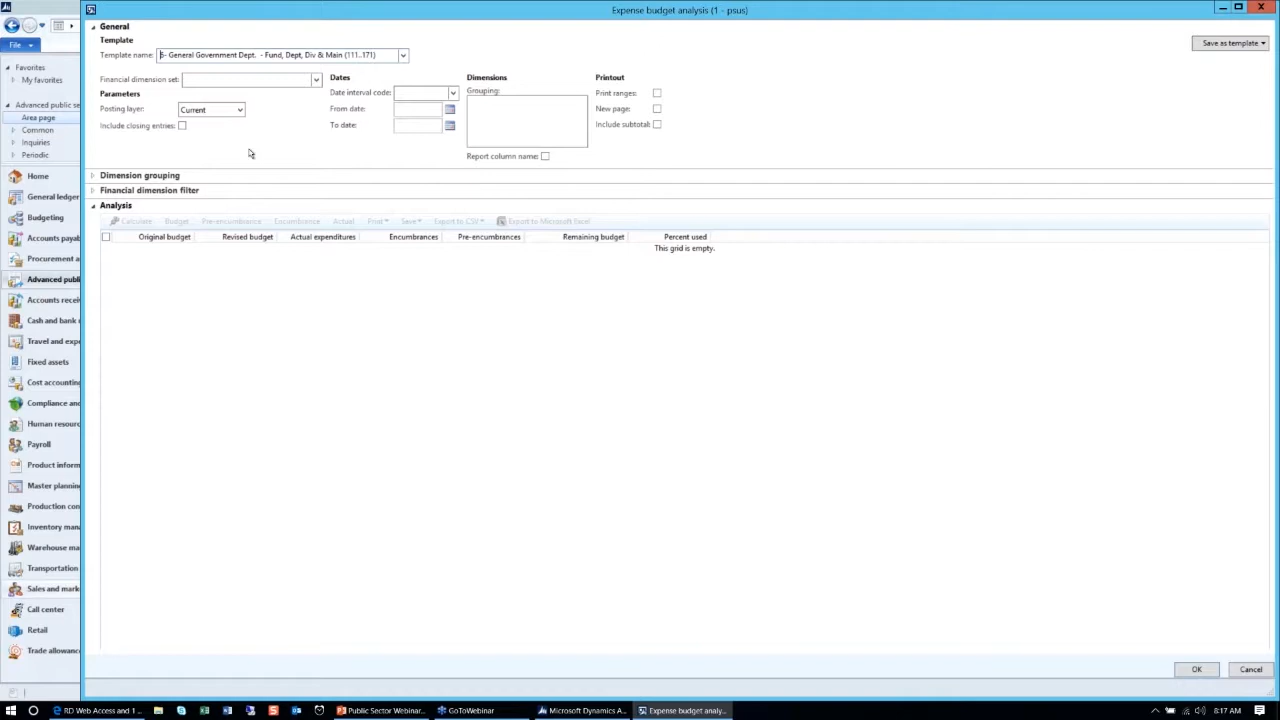 Expense budget analysis (1 - psus)
File
General
Template
Template name: 6- General Government Dept. - Fund, Dept, Div & Main (111..171)
Save as template
Financial dimension set:
Parameters
Posting layer: Current
Include closing entries:
Dates
Date interval code:
From date:
To date:
Dimensions
Grouping:
Report column name:
Printout
Print ranges:
New page:
Include subtotal:
Dimension grouping
Financial dimension filter
Analysis
Calculate Budget Pre-encumbrance Encumbrance Actual Print Save Export to CSV Export to Microsoft Excel
Original budget Revised budget Actual expenditures Encumbrances Pre-encumbrances Remaining budget Percent used
This grid is empty.
Favorites
My favorites
Advanced public se
Area page
Common
Inquiries
Periodic
Home
General ledger
Budgeting
Accounts payab
Procurement a
Advanced publi
Accounts recei
Cash and bank
Travel and expe
Fixed assets
Cost accounting
Compliance and
Human resourc
Payroll
Product inform
Master planning
Production con
Inventory mana
Warehouse ma
Transportation
Sales and mark
Call center
Retail
Trade allowanc
OK Cancel
RD Web Access and 1 ... Public Sector Webinar... GoToWebinar Microsoft Dynamics A... Expense budget analy... 8:17 AM